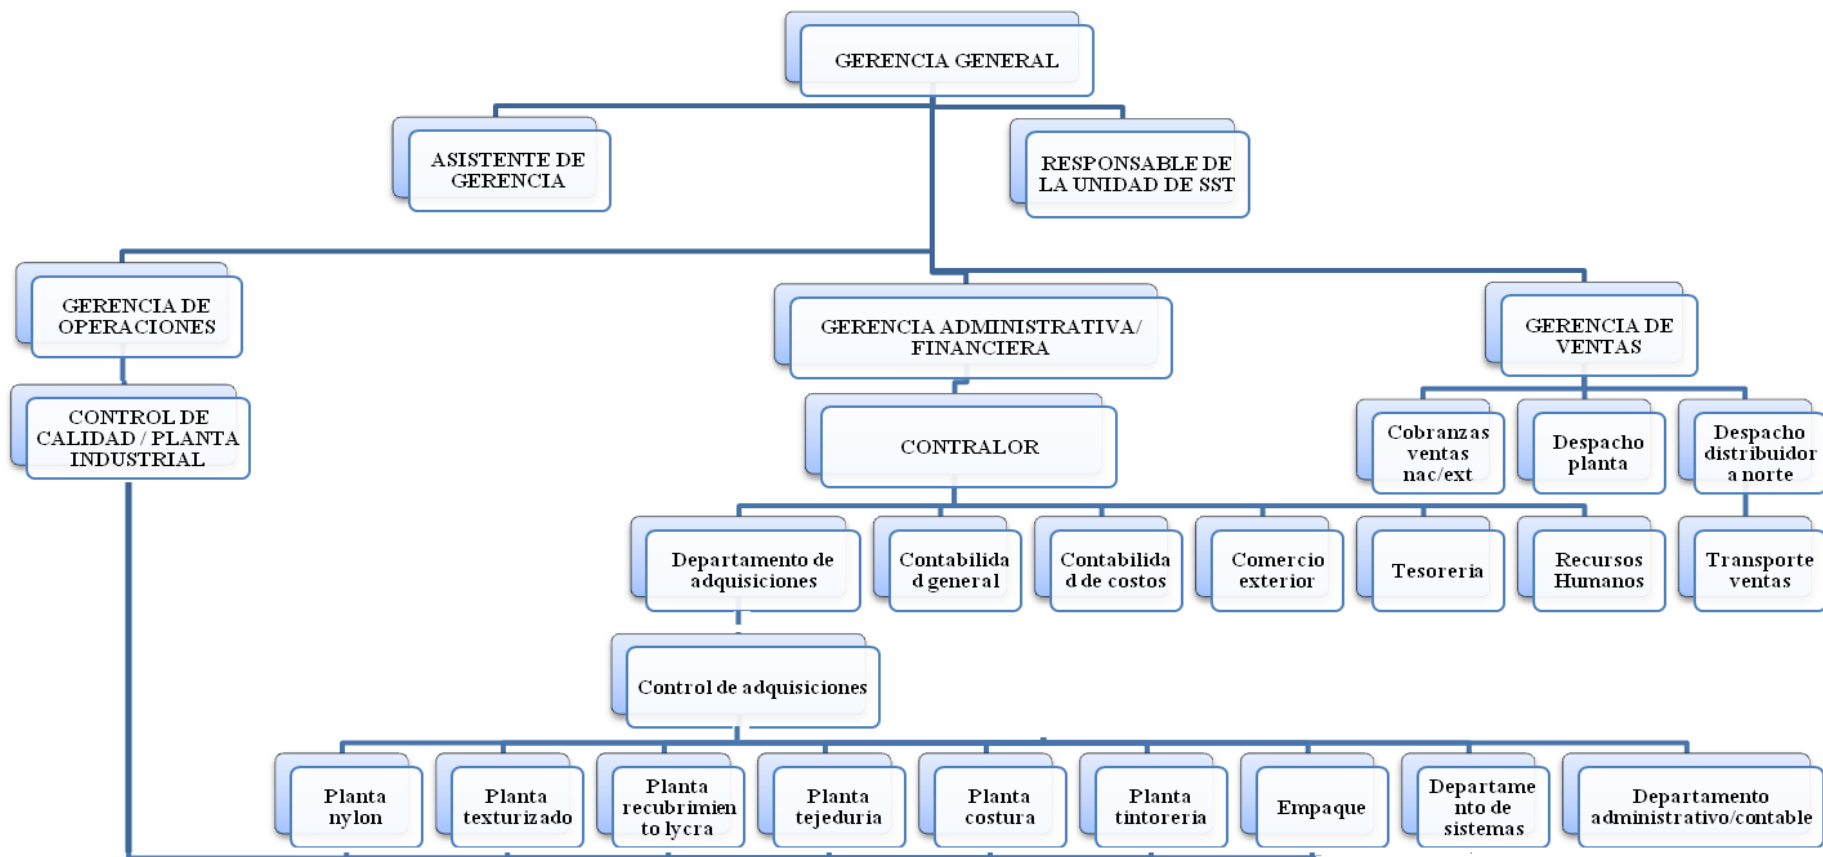 GERENCIA GENERAL
ASISTENTE DE
GERENCIA
RESPONSABLE DE
LA UNIDAD DE SST
GERENCIA DE
OPERACIONES
GERENCIA ADMINISTRATIVA/
FINANCIERA
GERENCIA DE
VENTAS
CONTROL DE
CALIDAD / PLANTA
INDUSTRIAL
CONTRALOR
Cobranzas
ventas
nac/ext
Despacho
planta
Despacho
distribuidor
a norte
Departamento de
adquisiciones
Contabilida
d general
Contabilida
d de costos
Comercio
exterior
Tesoreria
Recursos
Humanos
Transporte
ventas
Control de adquisiciones
Planta
nylon
Planta
texturizado
Planta
recubrimien
to lycra
Planta
tejeduria
Planta
costura
Planta
tintoreria
Empaque
Departame
nto de
sistemas
Departamento
administrativo/contable